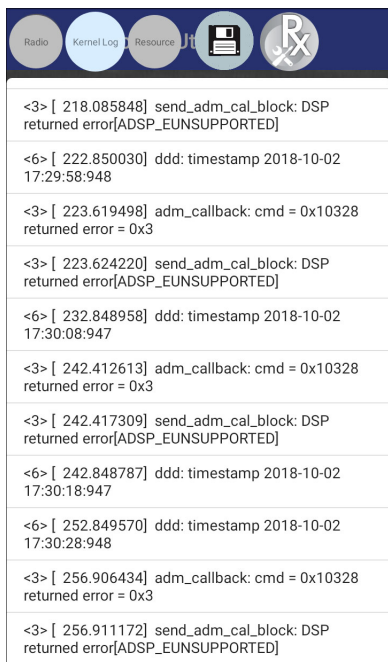 Radio
Kernel Log
Resource
Ut
Rx
<3> [ 218.085848] send_adm_cal_block: DSP
returned error[ADSP_EUNSUPPORTED]
<6> [ 222.850030] ddd: timestamp 2018-10-02
17:29:58:948
<3> [ 223.619498] adm_callback: cmd = 0x10328
returned error = 0x3
<3> [ 223.624220] send_adm_cal_block: DSP
returned error[ADSP_EUNSUPPORTED]
<6> [ 232.848958] ddd: timestamp 2018-10-02
17:30:08:947
<3> [ 242.412613] adm_callback: cmd = 0x10328
returned error = 0x3
<3> [ 242.417309] send_adm_cal_block: DSP
returned error[ADSP_EUNSUPPORTED]
<6> [ 242.848787] ddd: timestamp 2018-10-02
17:30:18:947
<6> [ 252.849570] ddd: timestamp 2018-10-02
17:30:28:948
<3> [ 256.906434] adm_callback: cmd = 0x10328
returned error = 0x3
<3> [ 256.911172] send_adm_cal_block: DSP
returned error[ADSP_EUNSUPPORTED]